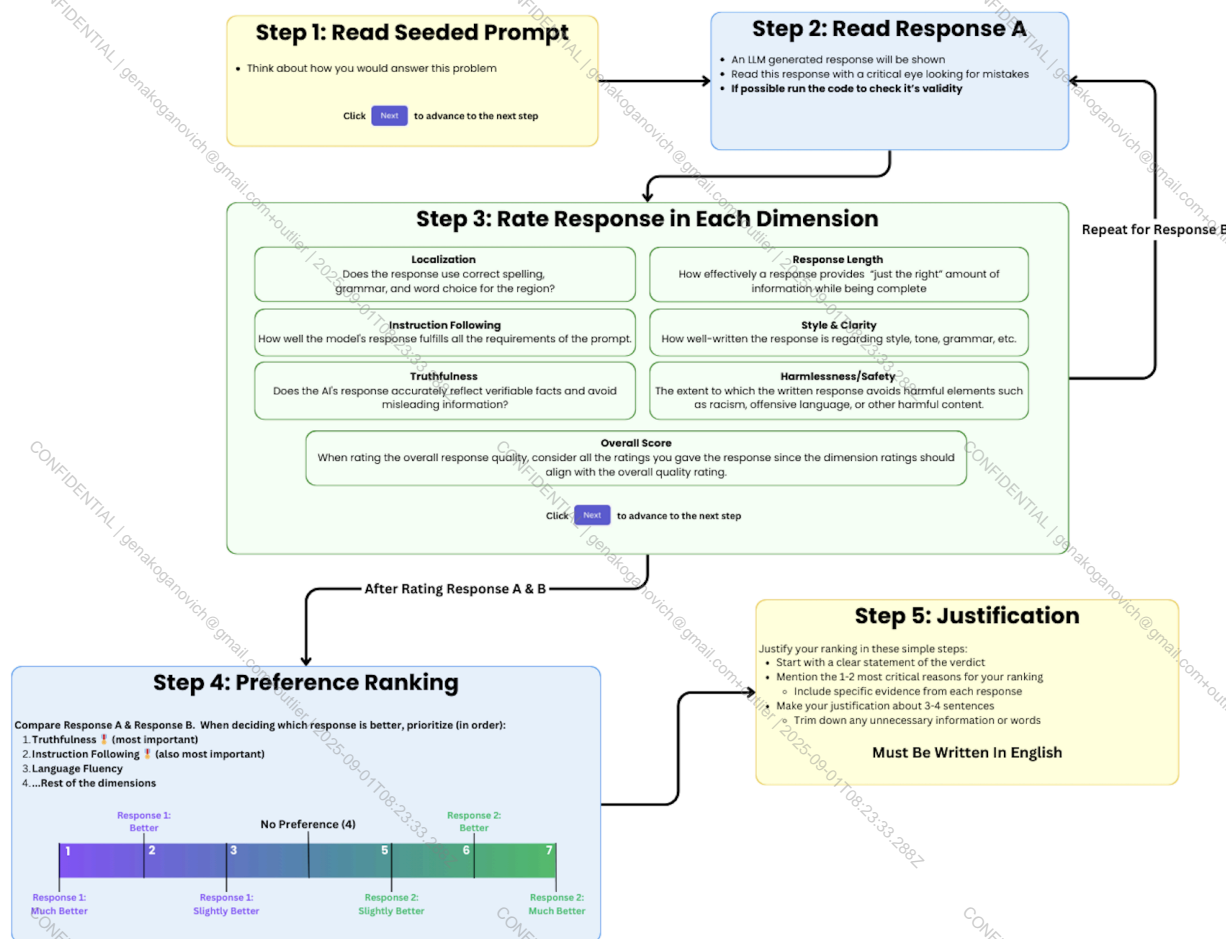 Step 1: Read Seeded Prompt
Think about how you would answer this problem
Click Next to advance to the next step
Step 2: Read Response A
An LLM generated response will be shown
Read this response with a critical eye looking for mistakes
If possible run the code to check it's validity
Repeat for Response B
Step 3: Rate Response in Each Dimension
Localization
Does the response use correct spelling,
grammar, and word choice for the region?
Response Length
How effectively a response provides "just the right" amount of
information while being complete
Instruction Following
How well the model's response fulfills all the requirements of the prompt.
Style & Clarity
How well-written the response is regarding style, tone, grammar, etc.
Truthfulness
Does the AI's response accurately reflect verifiable facts and avoid
misleading information?
Harmlessness/Safety
The extent to which the written response avoids harmful elements such
as racism, offensive language, or other harmful content.
Overall Score
When rating the overall response quality, consider all the ratings you gave the response since the dimension ratings should
align with the overall quality rating.
Click Next to advance to the next step
After Rating Response A & B
Step 4: Preference Ranking
Compare Response A & Response B. When deciding which response is better, prioritize (in order):
1. Truthfulness 🎖️ (most important)
2. Instruction Following 🎖️ (also most important)
3. Language Fluency
4. ...Rest of the dimensions
Response 1:
Better
No Preference (4)
Response 2:
Better
1 2 3 5 6 7
Response 1:
Much Better
Response 1:
Slightly Better
Response 2:
Slightly Better
Response 2:
Much Better
Step 5: Justification
Justify your ranking in these simple steps:
Start with a clear statement of the verdict
Mention the 1-2 most critical reasons for your ranking
Include specific evidence from each response
Make your justification about 3-4 sentences
Trim down any unnecessary information or words
Must Be Written In English
CONFIDENTIAL | genakoganovich@gmail.com+outlier | 2025-09-01T08:23:33.288Z